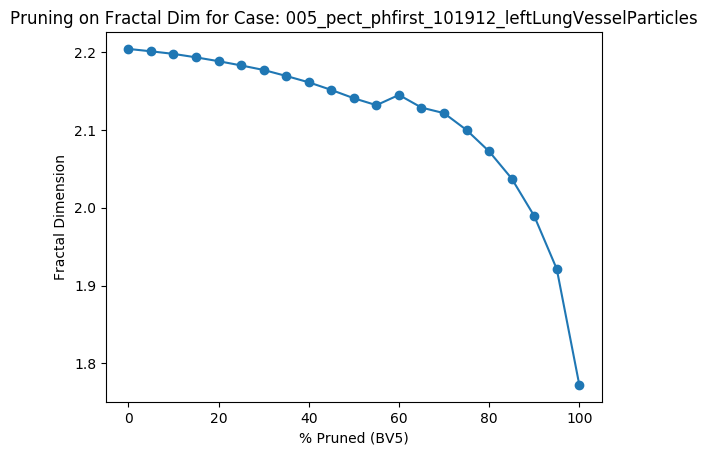 Pruning on Fractal Dim for Case: 005_pect_phfirst_101912_leftLungVesselParticles
2.2
2.1
2.0
1.9
1.8
Fractal Dimension
0 20 40 60 80 100
% Pruned (BV5)